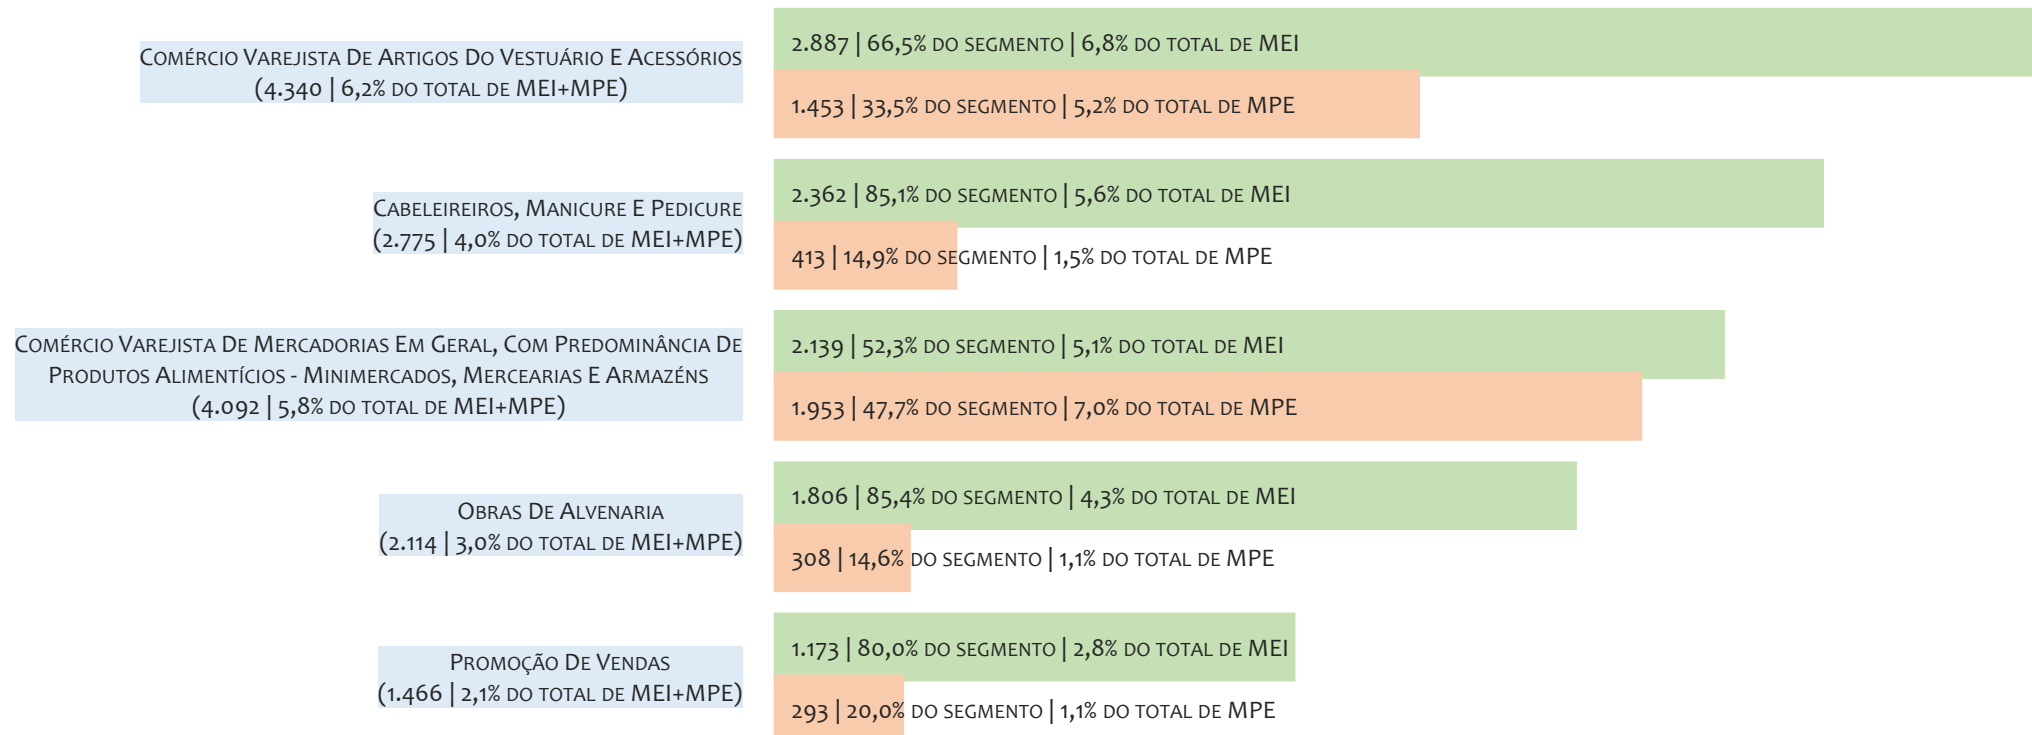 Comércio Varejista De Artigos Do Vestuário E Acessórios
(4.340 | 6,2% do total de MEI+MPE)
2.887 | 66,5% do segmento | 6,8% do total de MEI
1.453 | 33,5% do segmento | 5,2% do total de MPE
Cabeleireiros, Manicure E Pedicure
(2.775 | 4,0% do total de MEI+MPE)
2.362 | 85,1% do segmento | 5,6% do total de MEI
413 | 14,9% do segmento | 1,5% do total de MPE
Comércio Varejista De Mercadorias Em Geral, Com Predominância De
Produtos Alimentícios - Minimercados, Mercearias E Armazéns
(4.092 | 5,8% do total de MEI+MPE)
2.139 | 52,3% do segmento | 5,1% do total de MEI
1.953 | 47,7% do segmento | 7,0% do total de MPE
Obras De Alvenaria
(2.114 | 3,0% do total de MEI+MPE)
1.806 | 85,4% do segmento | 4,3% do total de MEI
308 | 14,6% do segmento | 1,1% do total de MPE
Promoção De Vendas
(1.466 | 2,1% do total de MEI+MPE)
1.173 | 80,0% do segmento | 2,8% do total de MEI
293 | 20,0% do segmento | 1,1% do total de MPE